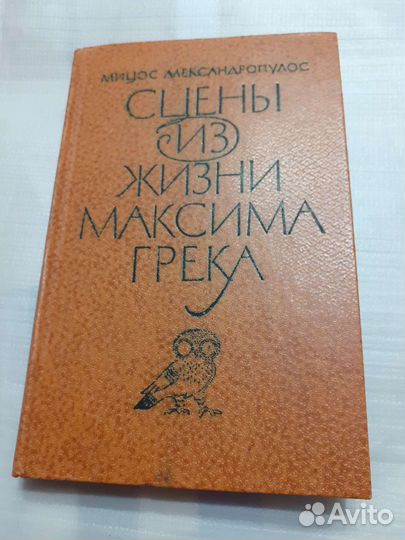 МИЦОС АЛЕКСАНДРОПУЛОС
СЦЕНЫ
ИЗ
ЖИЗНИ
МАКСИМА
ГРЕКА
Avito